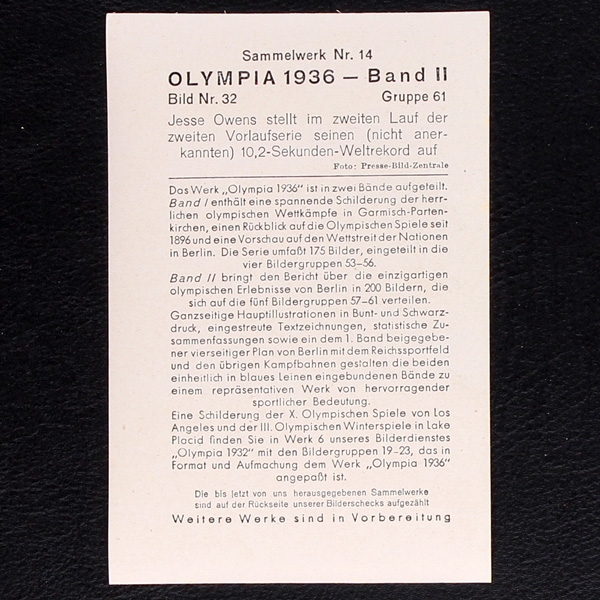 Sammelwerk Nr. 14
OLYMPIA 1936 – Band II
Bild Nr. 32 Gruppe 61
Jesse Owens stellt im zweiten Lauf der
zweiten Vorlaufserie seinen (nicht aner-
kannten) 10,2-Sekunden-Weltrekord auf
Foto: Presse-Bild-Zentrale
Das Werk „Olympia 1936“ ist in zwei Bände aufgeteilt.
Band I enthält eine spannende Schilderung der herr-
lichen olympischen Wettkämpfe in Garmisch-Parten-
kirchen, einen Rückblick auf die Olympischen Spiele seit
1896 und eine Vorschau auf den Wettstreit der Nationen
in Berlin. Die Serie umfaßt 175 Bilder, eingeteilt in die
vier Bildergruppen 53–56.
Band II bringt den Bericht über die einzigartigen
olympischen Erlebnisse von Berlin in 200 Bildern, die
sich auf die fünf Bildergruppen 57–61 verteilen.
Ganzseitige Hauptillustrationen in Bunt- und Schwarz-
druck, eingestreute Textzeichnungen, statistische Zu-
sammenfassungen sowie ein dem 1. Band beigegebe-
ner vierseitiger Plan von Berlin mit dem Reichssportfeld
und den übrigen Kampfbahnen gestalten die beiden
einheitlich in blaues Leinen eingebundenen Bände zu
einem repräsentativen Werk von hervorragender
sportlicher Bedeutung.
Eine Schilderung der X. Olympischen Spiele von Los
Angeles und der III. Olympischen Winterspiele in Lake
Placid finden Sie in Werk 6 unseres Bilderdienstes
„Olympia 1932“ mit den Bildergruppen 19–23, das in
Format und Aufmachung dem Werk „Olympia 1936“
angepaßt ist.
Die bis jetzt von uns herausgegebenen Sammelwerke
sind auf der Rückseite unserer Bilderschecks aufgezählt
Weitere Werke sind in Vorbereitung